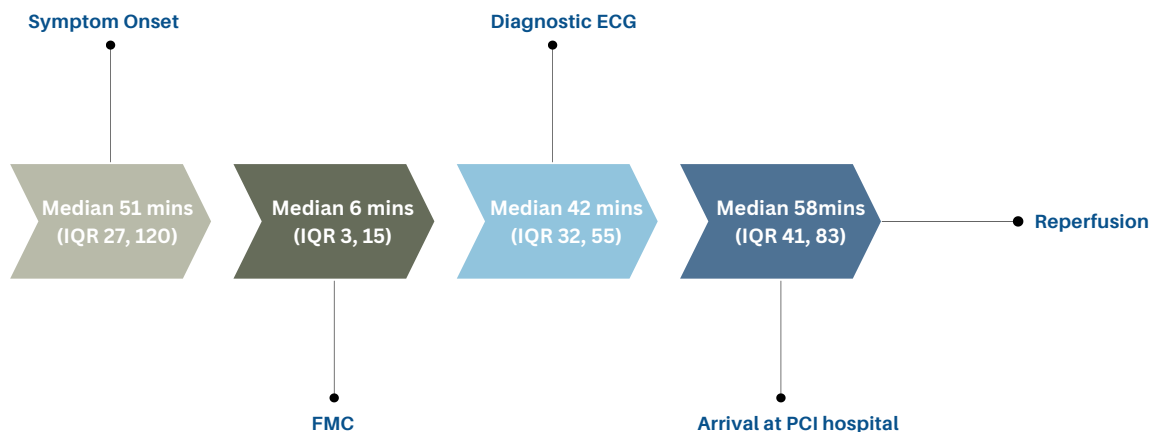 Symptom Onset
Diagnostic ECG
Median 51 mins
(IQR 27, 120)
Median 6 mins
(IQR 3, 15)
Median 42 mins
(IQR 32, 55)
Median 58mins
(IQR 41, 83)
Reperfusion
FMC
Arrival at PCI hospital